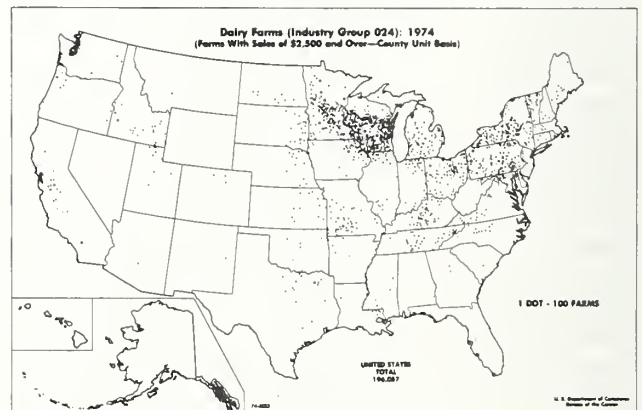 Dairy Farms (Industry Group 024): 1974
(Farms With Sales of $2,500 and Over—County Unit Basis)
1 DOT - 100 FARMS
UNITED STATES
TOTAL
196,057
U. S. Department of Commerce
Bureau of the Census